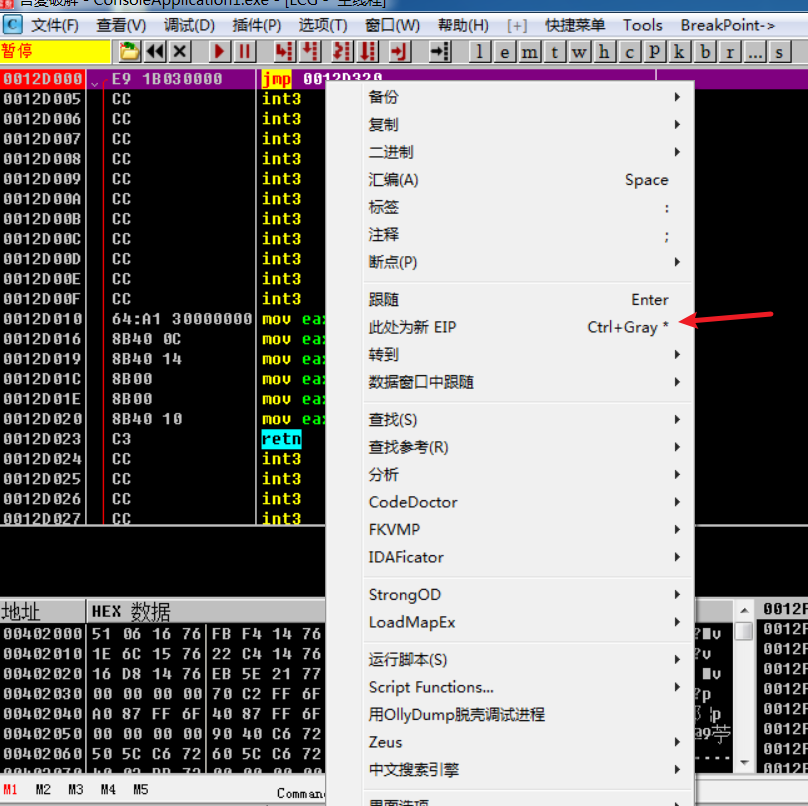 吾爱破解 - ConsoleApplication1.exe - [LCG - 主线程]
C 文件(F) 查看(V) 调试(D) 插件(P) 选项(T) 窗口(W) 帮助(H) [+] 快捷菜单 Tools BreakPoint->
暂停 l e m t w h c P k b r ... s
0012D000 E9 1B030000 jmp 0012D320
0012D005 CC int3
0012D006 CC int3
0012D007 CC int3
0012D008 CC int3
0012D009 CC int3
0012D00A CC int3
0012D00B CC int3
0012D00C CC int3
0012D00D CC int3
0012D00E CC int3
0012D00F CC int3
0012D010 64:A1 30000000 mov eax
0012D016 8B40 0C mov eax
0012D019 8B40 14 mov eax
0012D01C 8B00 mov eax
0012D01E 8B00 mov eax
0012D020 8B40 10 mov eax
0012D023 C3 retn
0012D024 CC int3
0012D025 CC int3
0012D026 CC int3
0012D027 CC int3
备份
复制
二进制
汇编(A) Space
标签 :
注释 ;
断点(P)
跟随 Enter
此处为新 EIP Ctrl+Gray *
转到
数据窗口中跟随
查找(S)
查找参考(R)
分析
CodeDoctor
FKVMP
IDAFicator
StrongOD
LoadMapEx
运行脚本(S)
Script Functions...
用OllyDump脱壳调试进程
Zeus
中文搜索引擎
界面选项
地址 HEX 数据
00402000 51 06 16 76 FB F4 14 76
00402010 1E 6C 15 76 22 C4 14 76
00402020 16 D8 14 76 EB 5E 21 77
00402030 00 00 00 00 70 C2 FF 6F
00402040 A0 87 FF 6F 40 87 FF 6F
00402050 00 00 00 00 90 40 C6 72
00402060 50 5C C6 72 60 5C C6 72
0012F
0012F
0012F
0012F
0012F
0012F
0012F
0012F
0012F
M1 M2 M3 M4 M5 Command